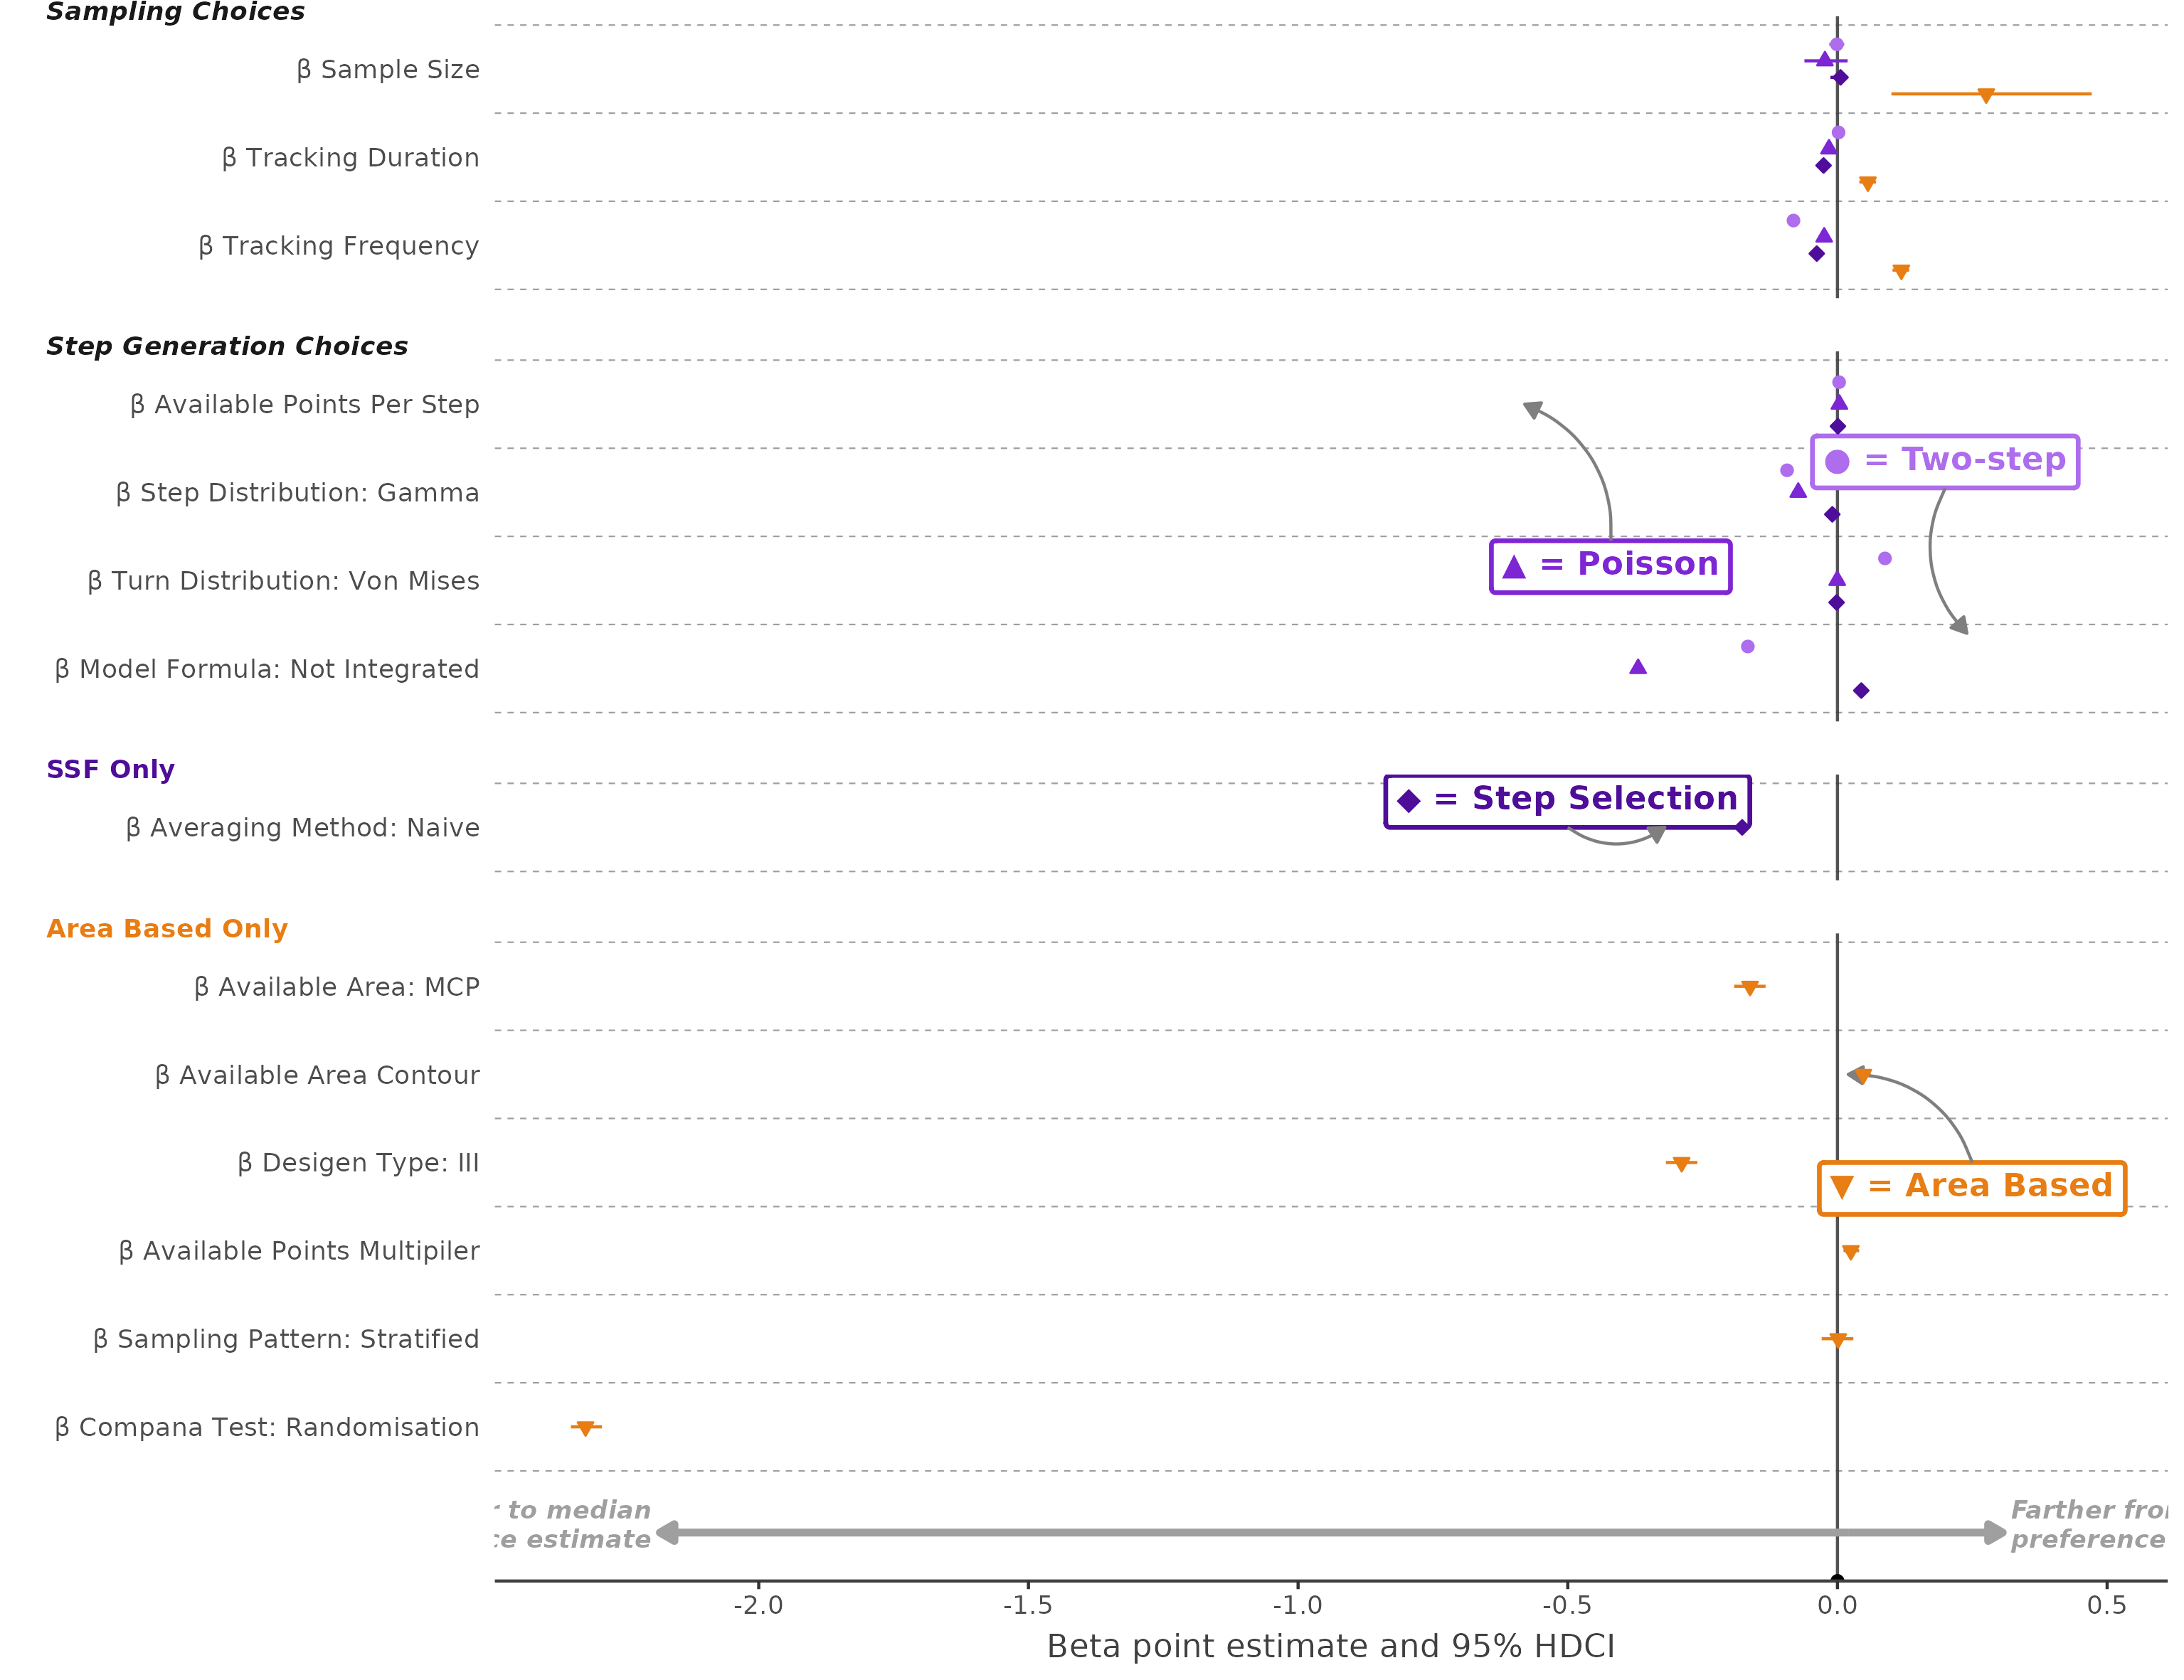 Sampling Choices
β Sample Size
β Tracking Duration
β Tracking Frequency
Step Generation Choices
β Available Points Per Step
● = Two-step
β Step Distribution: Gamma
▲ = Poisson
β Turn Distribution: Von Mises
β Model Formula: Not Integrated
SSF Only
◆ = Step Selection
β Averaging Method: Naive
Area Based Only
β Available Area: MCP
β Available Area Contour
β Desigen Type: III
▼ = Area Based
β Available Points Multipiler
β Sampling Pattern: Stratified
β Compana Test: Randomisation
to median
estimate
Farther
preference
-2.0 -1.5 -1.0 -0.5 0.0 0.5
Beta point estimate and 95% HDCI